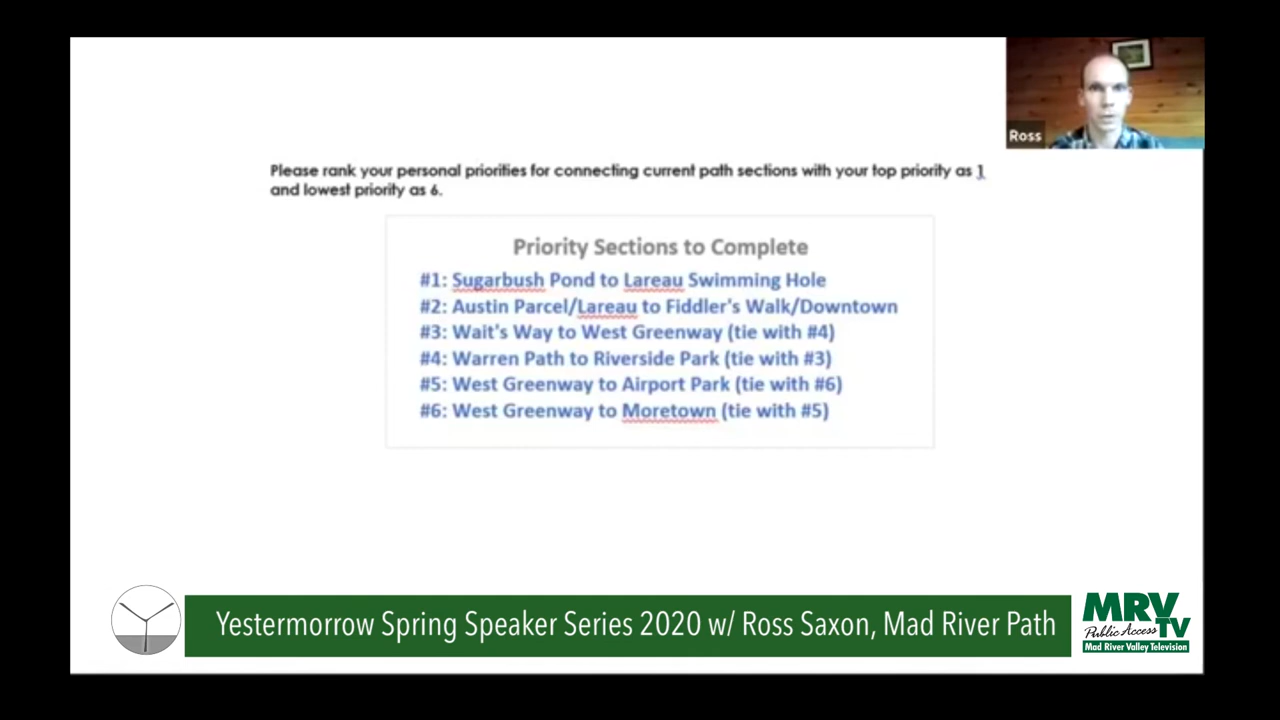 Ross
Please rank your personal priorities for connecting current path sections with your top priority as 1
and lowest priority as 6.
Priority Sections to Complete
#1: Sugarbush Pond to Lareau Swimming Hole
#2: Austin Parcel/Lareau to Fiddler's Walk/Downtown
#3: Wait's Way to West Greenway (tie with #4)
#4: Warren Path to Riverside Park (tie with #3)
#5: West Greenway to Airport Park (tie with #6)
#6: West Greenway to Moretown (tie with #5)
Yestermorrow Spring Speaker Series 2020 w/ Ross Saxon, Mad River Path
MRV
Public Access TV
Mad River Valley Television